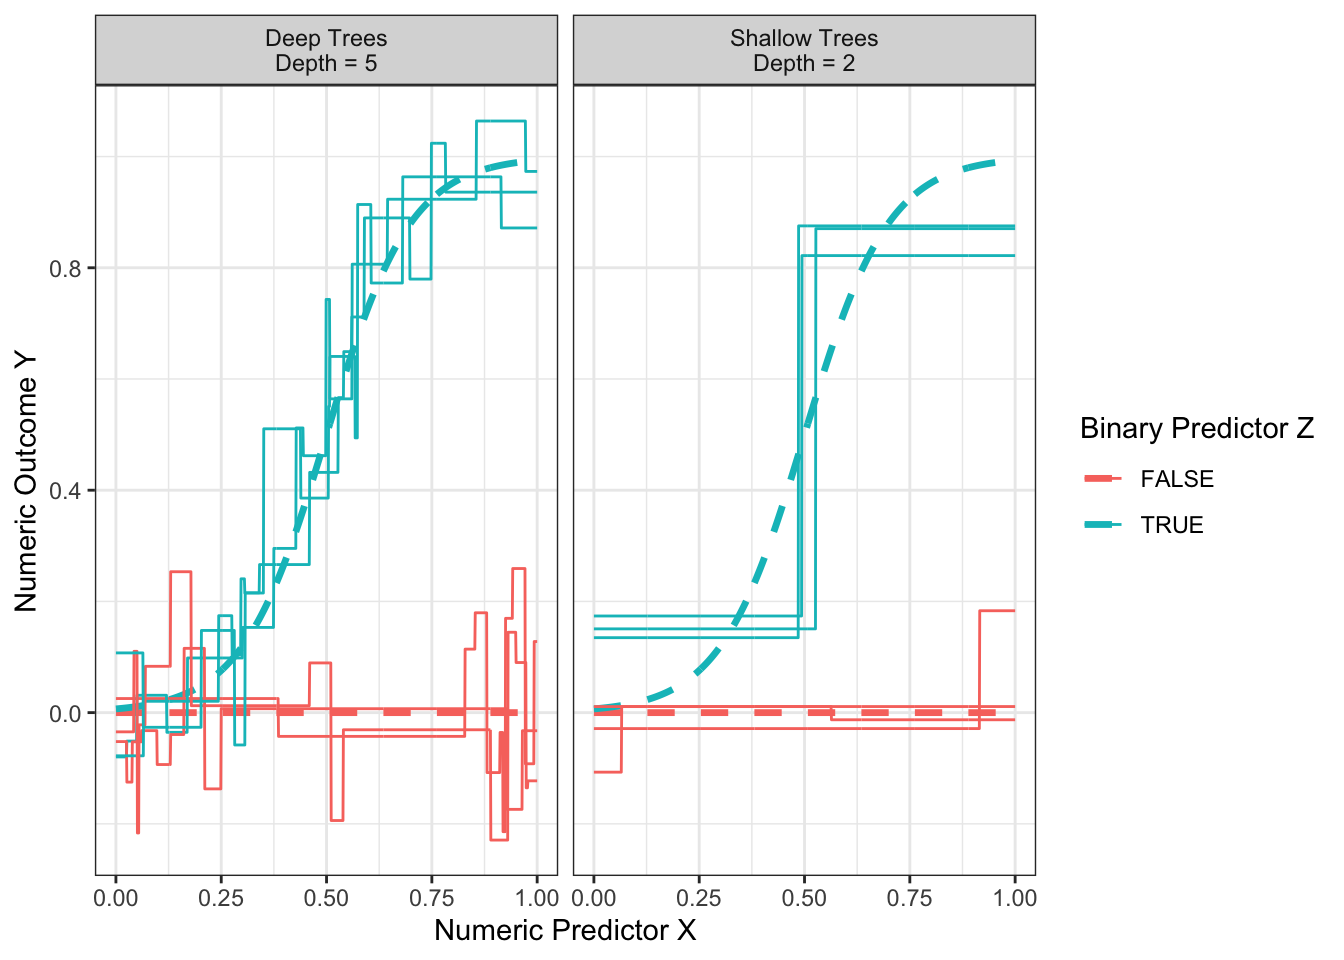 Deep Trees
Depth = 5
Shallow Trees
Depth = 2
Numeric Outcome Y
0.8
0.4
0.0
0.00 0.25 0.50 0.75 1.00
0.00 0.25 0.50 0.75 1.00
Numeric Predictor X
Binary Predictor Z
FALSE
TRUE